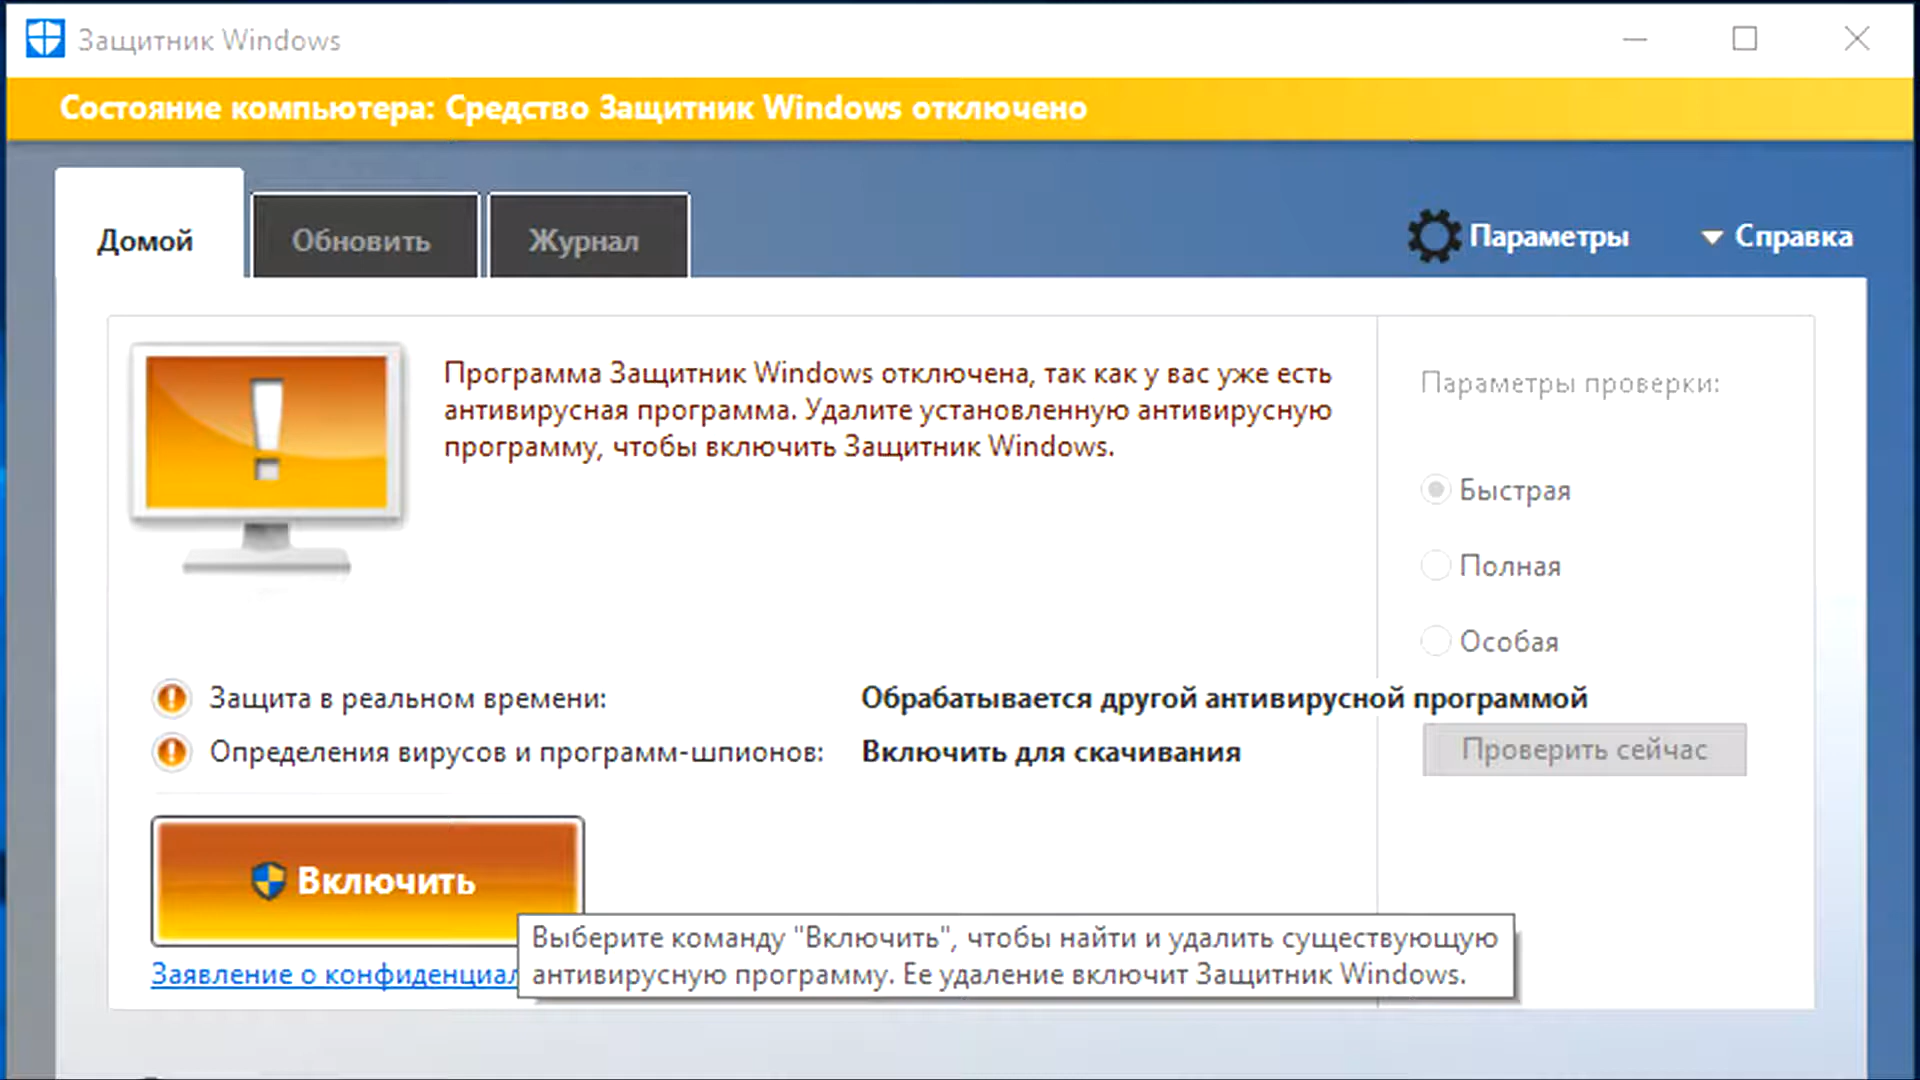 Защитник Windows
Состояние компьютера: Средство Защитник Windows отключено
Домой
Обновить
Журнал
Параметры
Справка
Программа Защитник Windows отключена, так как у вас уже есть
антивирусная программа. Удалите установленную антивирусную
программу, чтобы включить Защитник Windows.
Параметры проверки:
Быстрая
Полная
Особая
Защита в реальном времени: Обрабатывается другой антивирусной программой
Определения вирусов и программ-шпионов: Включить для скачивания
Проверить сейчас
Включить
Выберите команду "Включить", чтобы найти и удалить существующую
антивирусную программу. Ее удаление включит Защитник Windows.
Заявление о конфиденциал